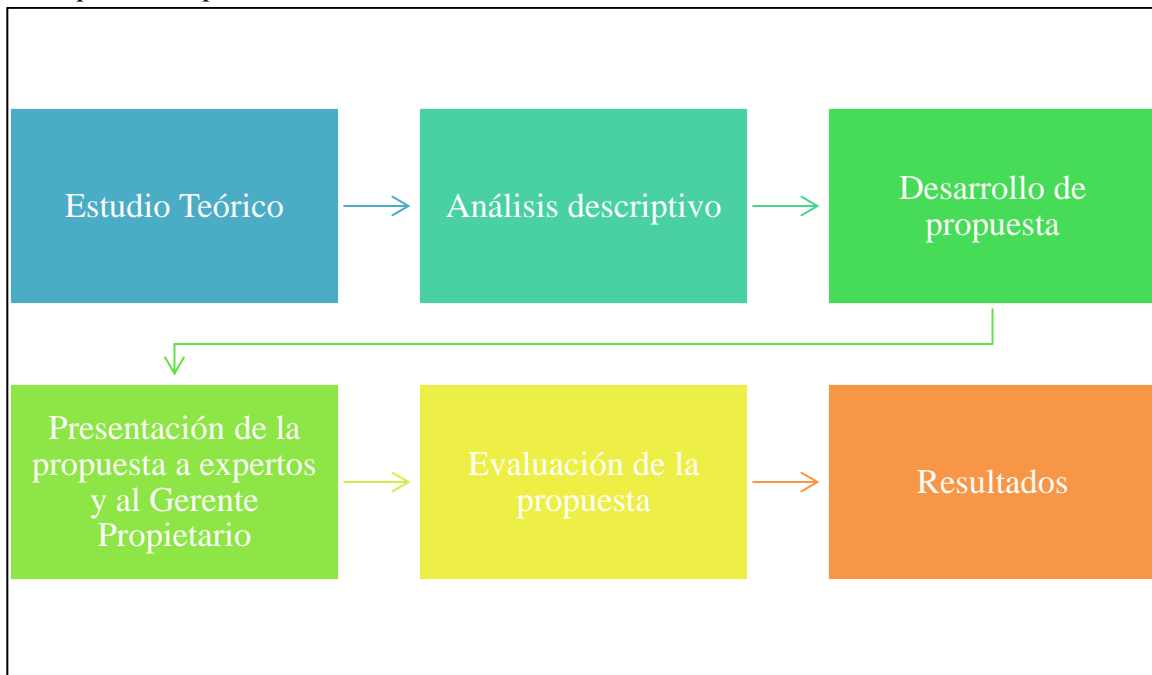 Estudio Teórico
Análisis descriptivo
Desarrollo de
propuesta
Presentación de la
propuesta a expertos
y al Gerente
Propietario
Evaluación de la
propuesta
Resultados